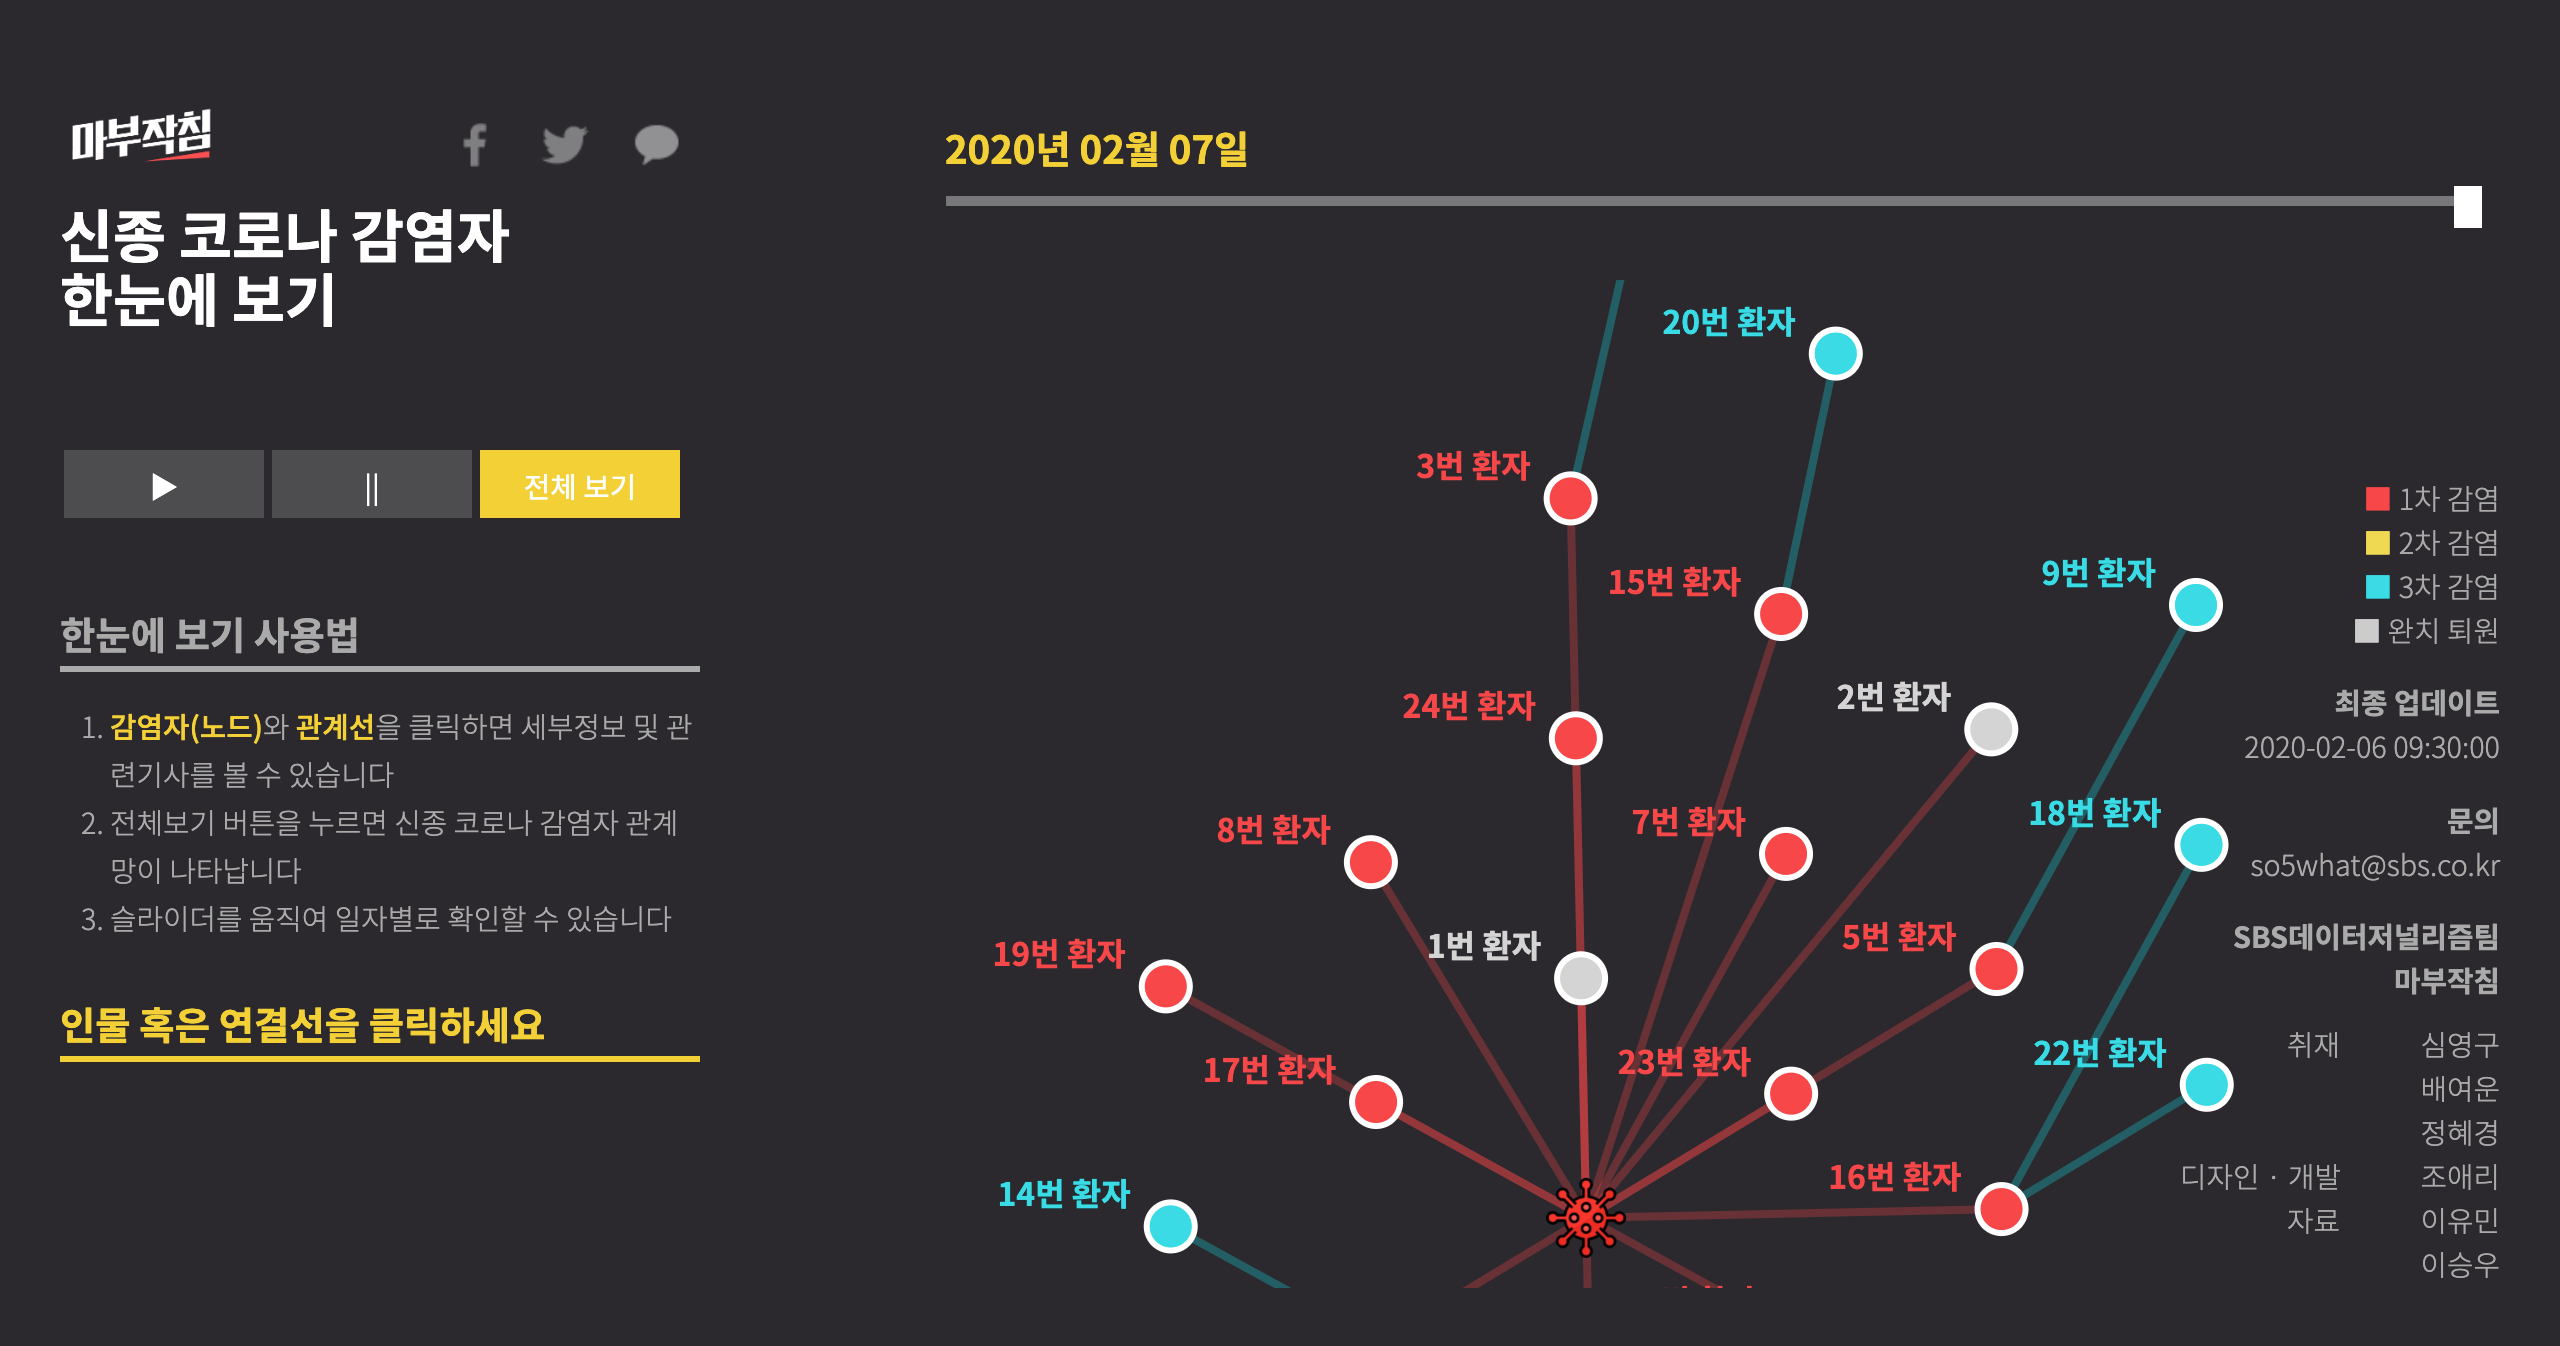 마부작침
신종 코로나 감염자
한눈에 보기
전체 보기
한눈에 보기 사용법
1. 감염자(노드)와 관계선을 클릭하면 세부정보 및 관
련기사를 볼 수 있습니다
2. 전체보기 버튼을 누르면 신종 코로나 감염자 관계
망이 나타납니다
3. 슬라이더를 움직여 일자별로 확인할 수 있습니다
인물 혹은 연결선을 클릭하세요
2020년 02월 07일
20번 환자
3번 환자
15번 환자
9번 환자
24번 환자
2번 환자
8번 환자
7번 환자
18번 환자
1번 환자
5번 환자
19번 환자
17번 환자
23번 환자
22번 환자
14번 환자
16번 환자
1차 감염
2차 감염
3차 감염
완치 퇴원
최종 업데이트
2020-02-06 09:30:00
문의
so5what@sbs.co.kr
SBS데이터저널리즘팀
마부작침
취재 심영구
배여운
정혜경
디자인 · 개발 조애리
자료 이유민
이승우